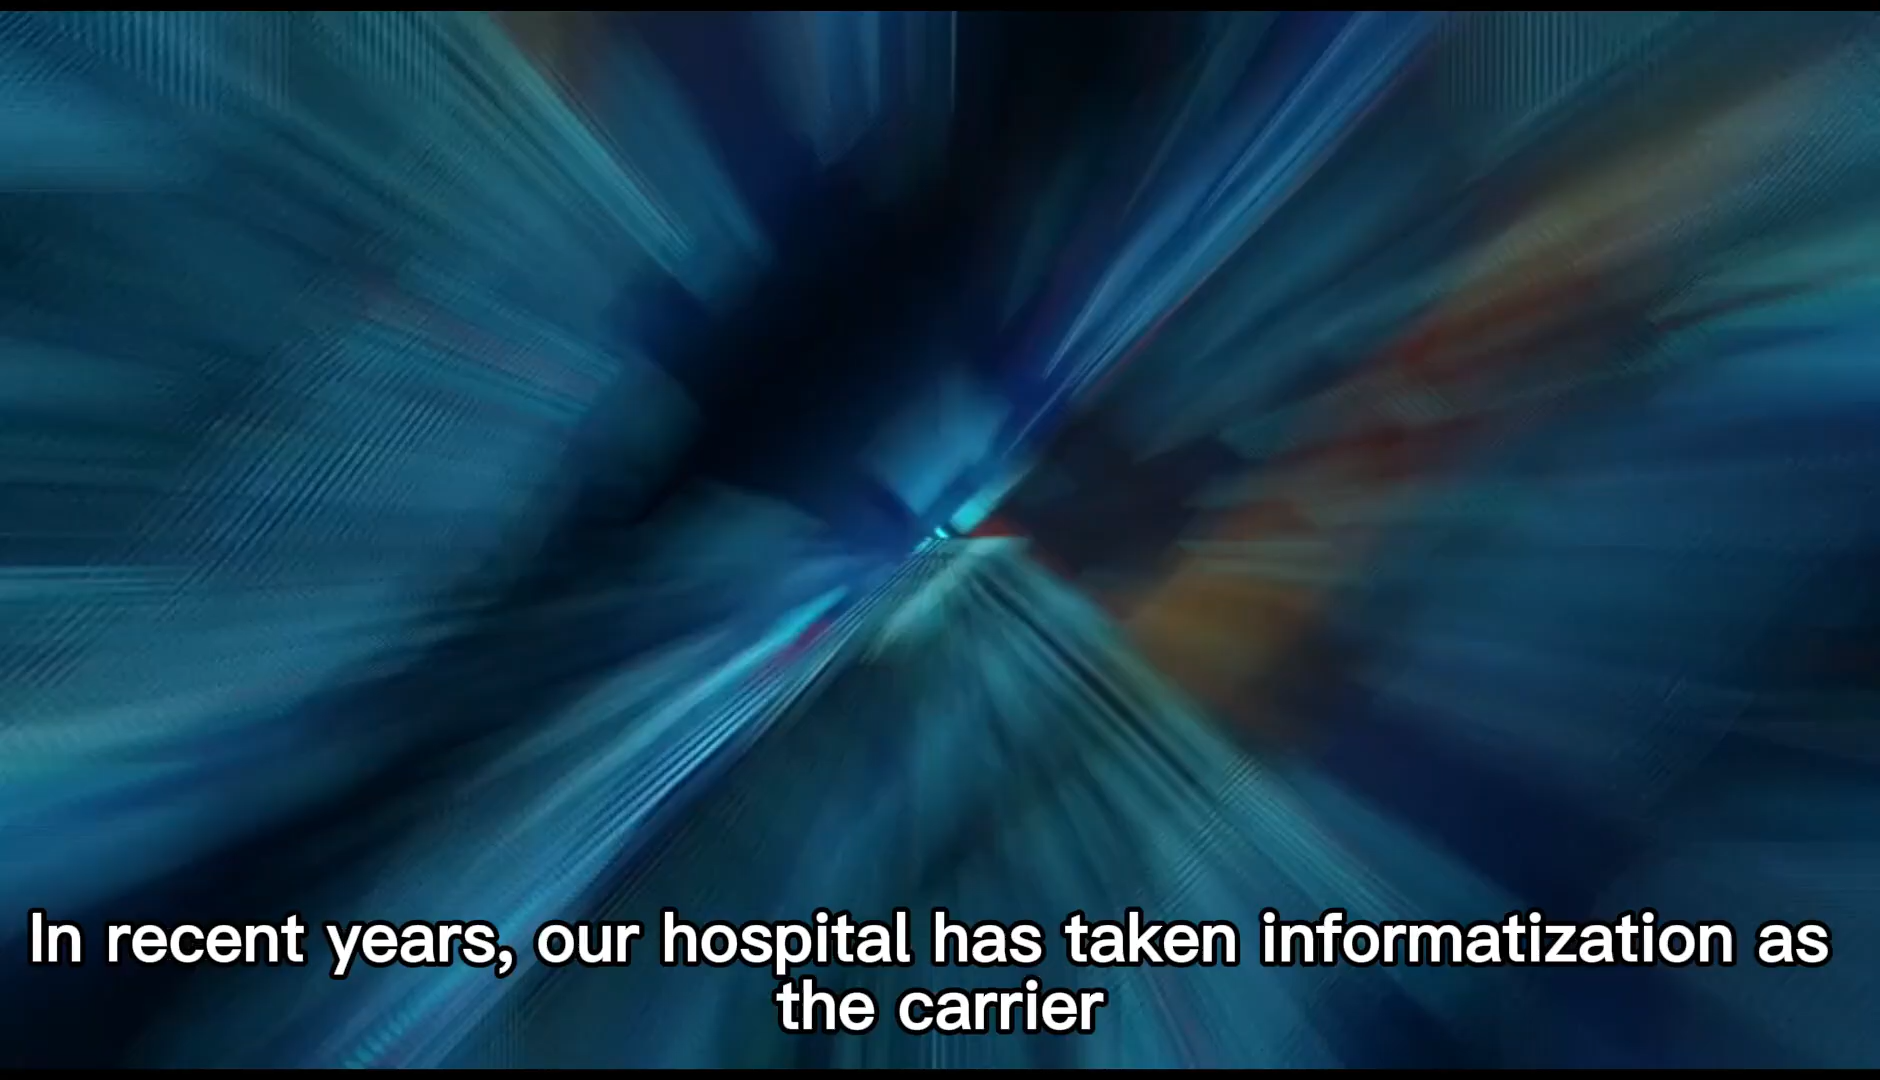 In recent years, our hospital has taken informatization as
the carrier